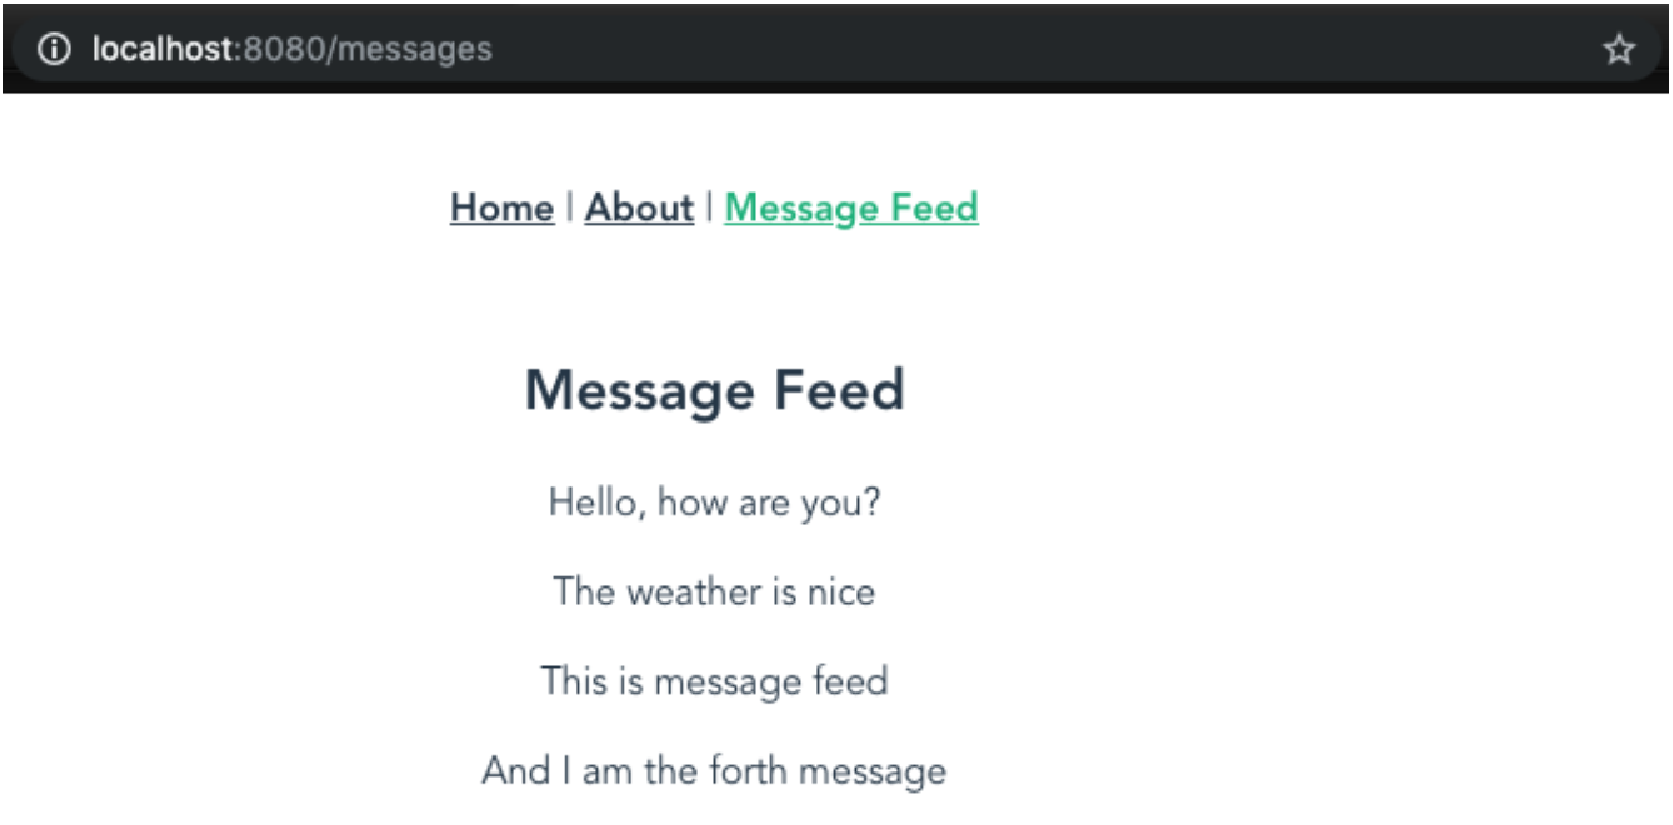 localhost:8080/messages
Home | About | Message Feed
Message Feed
Hello, how are you?
The weather is nice
This is message feed
And I am the forth message